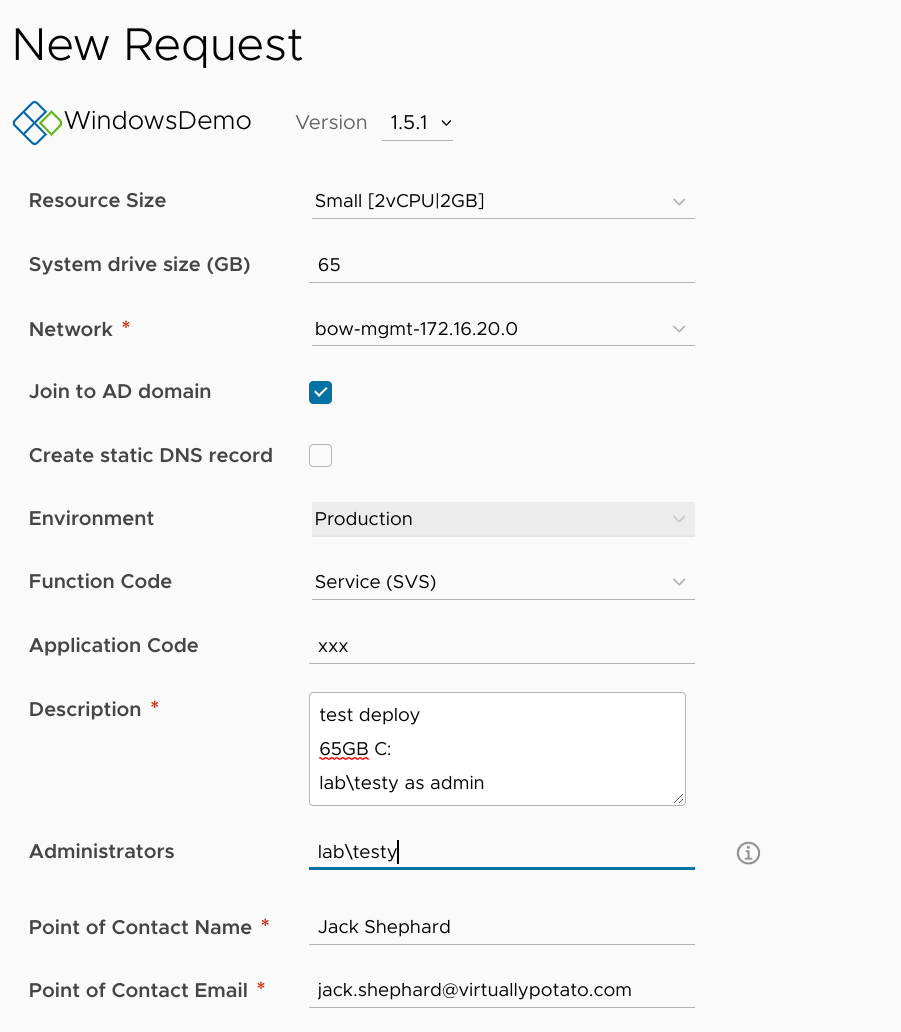 New Request
WindowsDemo Version 1.5.1
Resource Size Small [2vCPU|2GB]
System drive size (GB) 65
Network * bow-mgmt-172.16.20.0
Join to AD domain
Create static DNS record
Environment Production
Function Code Service (SVS)
Application Code xxx
Description * test deploy
65GB C:
lab\testy as admin
Administrators lab\testy
Point of Contact Name * Jack Shephard
Point of Contact Email * jack.shephard@virtuallypotato.com